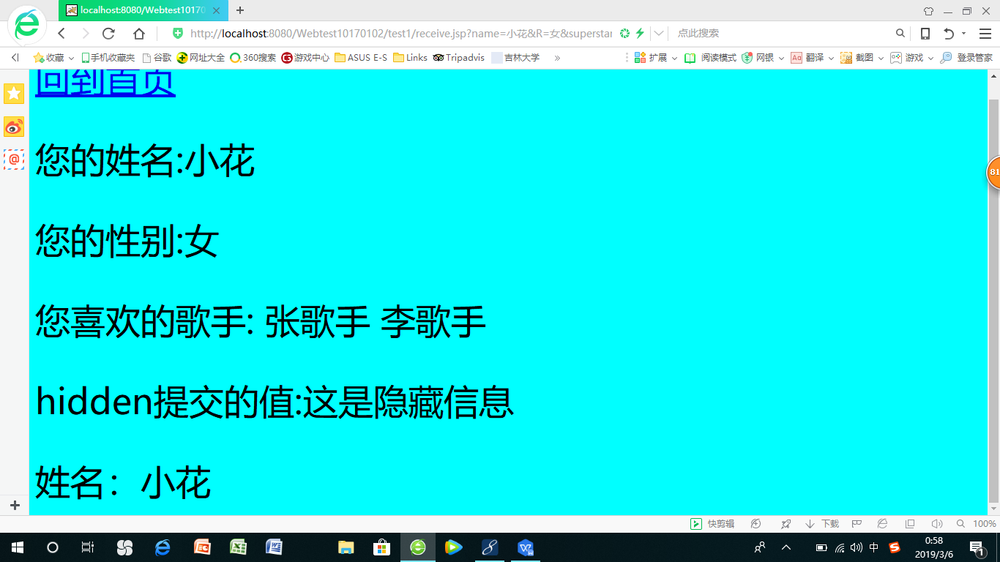 localhost:8080/Webtest10170
http://localhost:8080/Webtest10170102/test1/receive.jsp?name=小花&R=女&superstar
点此搜索
收藏 手机收藏夹 谷歌 网址大全 360搜索 游戏中心 ASUS E-S Links Tripadvis 吉林大学 » 扩展 阅读模式 网银 翻译 截图 游戏 登录管家
回到首页
您的姓名:小花
81
您的性别:女
您喜欢的歌手: 张歌手 李歌手
hidden提交的值:这是隐藏信息
姓名：小花
快剪辑 下载 100%
中
0:58
2019/3/6
1